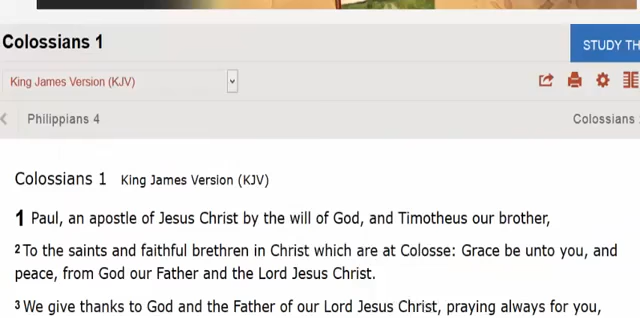 Colossians 1
STUDY TH
King James Version (KJV)
Philippians 4
Colossians
Colossians 1 King James Version (KJV)
1 Paul, an apostle of Jesus Christ by the will of God, and Timotheus our brother,
2 To the saints and faithful brethren in Christ which are at Colosse: Grace be unto you, and
peace, from God our Father and the Lord Jesus Christ.
3 We give thanks to God and the Father of our Lord Jesus Christ, praying always for you,